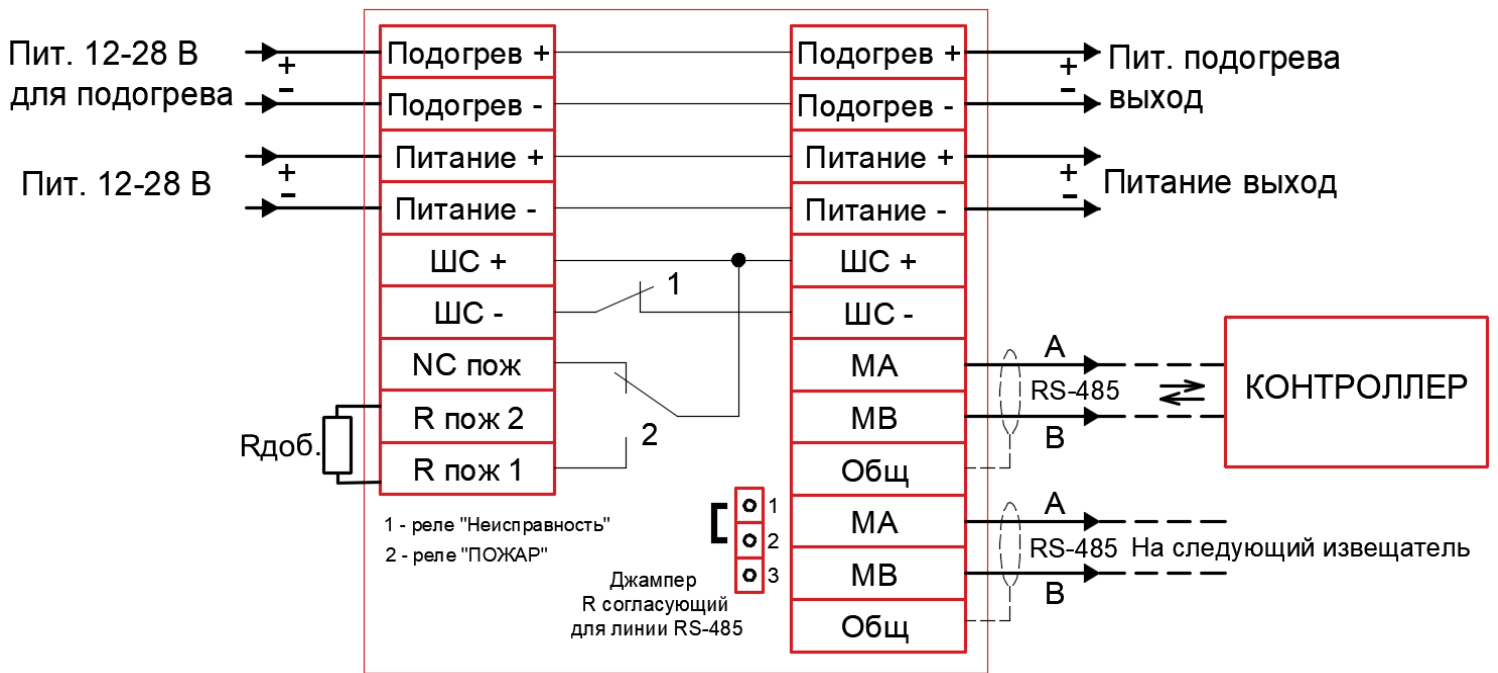 Пит. 12-28 В
для подогрева
+
−
Пит. 12-28 В
+
−
Rдоб.
Подогрев +
Подогрев -
Питание +
Питание -
ШС +
ШС -
NC пож
R пож 2
R пож 1
1
2
1 - реле "Неисправность"
2 - реле "ПОЖАР"
1
2
3
Джампер
R согласующий
для линии RS-485
Подогрев +
Подогрев -
Питание +
Питание -
ШС +
ШС -
МА
МВ
Общ
МА
МВ
Общ
+
−
Пит. подогрева
выход
+
−
Питание выход
А
RS-485
В
КОНТРОЛЛЕР
А
RS-485 На следующий извещатель
В